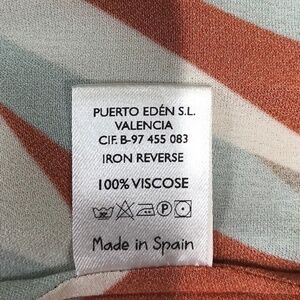 PUERTO EDÉN S.L.
VALENCIA
CIF. B-97 455 083
IRON REVERSE
100% VISCOSE
P
Made in Spain